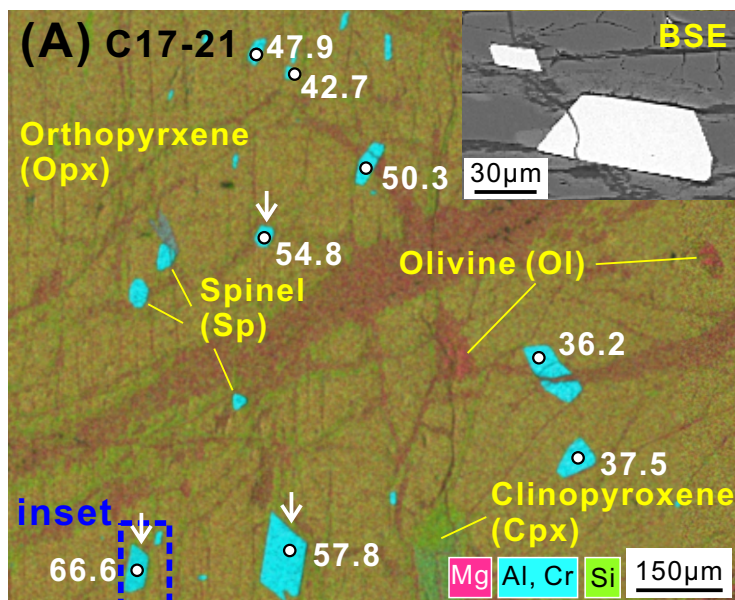 (A) C17-21
47.9
42.7
BSE
30µm
Orthopyrxene
(Opx)
50.3
54.8
Olivine (Ol)
Spinel
(Sp)
36.2
37.5
inset
Clinopyroxene
(Cpx)
66.6
57.8
Mg
Al, Cr
Si
150µm